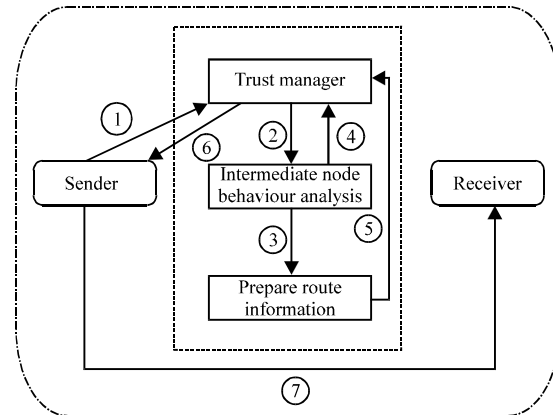 Trust manager
1
2
4
6
Sender
Intermediate node
behaviour analysis
Receiver
3
5
Prepare route
information
7